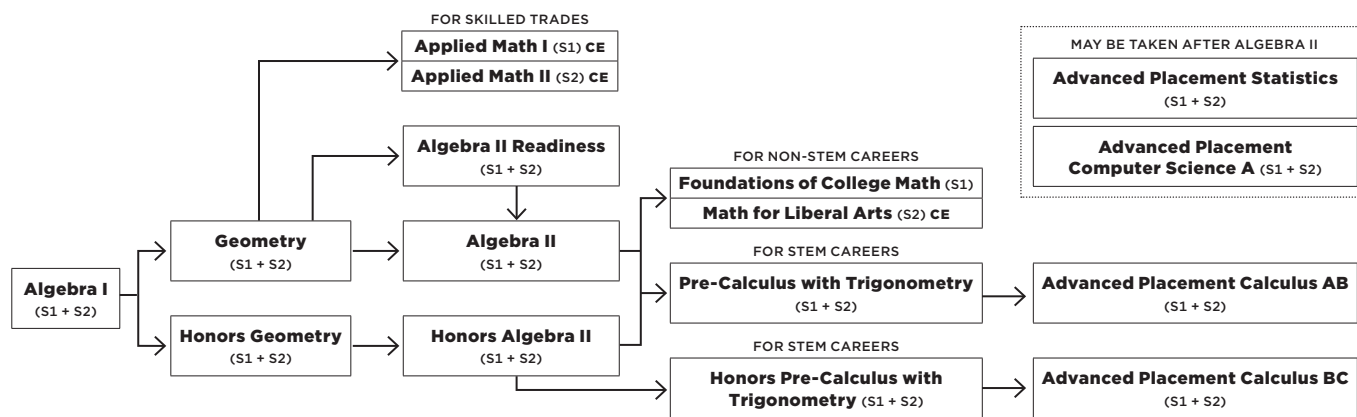 FOR SKILLED TRADES
Applied Math I (S1) CE
Applied Math II (S2) CE
MAY BE TAKEN AFTER ALGEBRA II
Advanced Placement Statistics
(S1 + S2)
Advanced Placement
Computer Science A (S1 + S2)
Algebra II Readiness
(S1 + S2)
FOR NON-STEM CAREERS
Foundations of College Math (S1)
Math for Liberal Arts (S2) CE
Geometry
(S1 + S2)
Algebra II
(S1 + S2)
FOR STEM CAREERS
Pre-Calculus with Trigonometry
(S1 + S2)
Advanced Placement Calculus AB
(S1 + S2)
Algebra I
(S1 + S2)
Honors Geometry
(S1 + S2)
Honors Algebra II
(S1 + S2)
FOR STEM CAREERS
Honors Pre-Calculus with
Trigonometry (S1 + S2)
Advanced Placement Calculus BC
(S1 + S2)